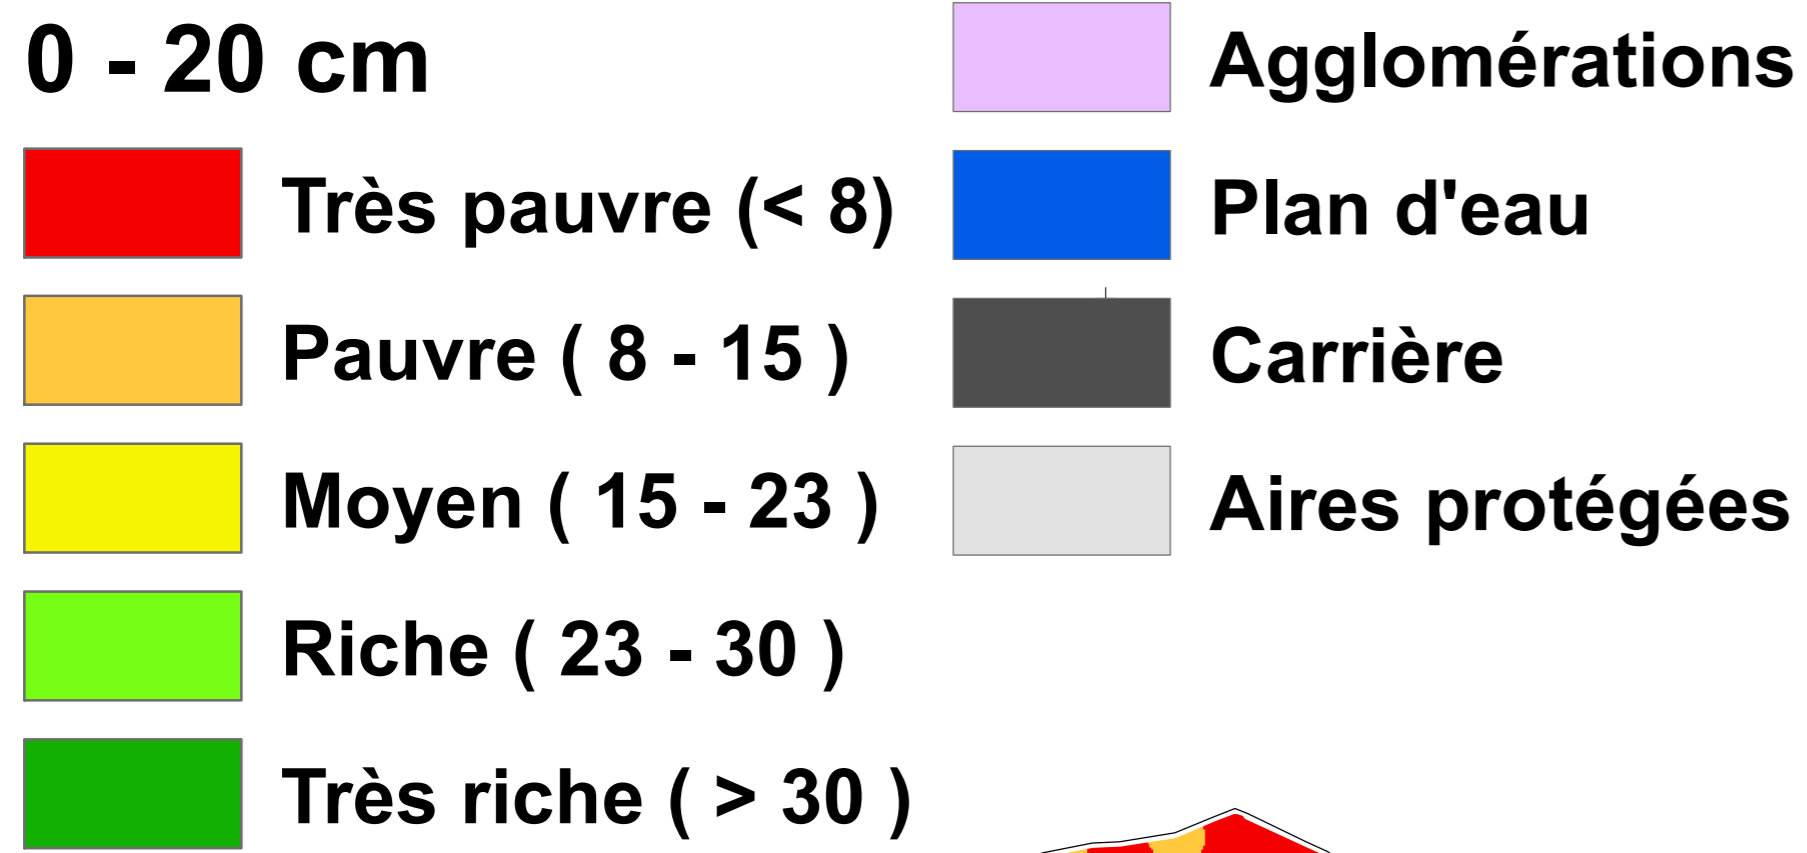 0 - 20 cm
Très pauvre (< 8)
Pauvre ( 8 - 15 )
Moyen ( 15 - 23 )
Riche ( 23 - 30 )
Très riche ( > 30 )
Agglomérations
Plan d'eau
Carrière
Aires protégées